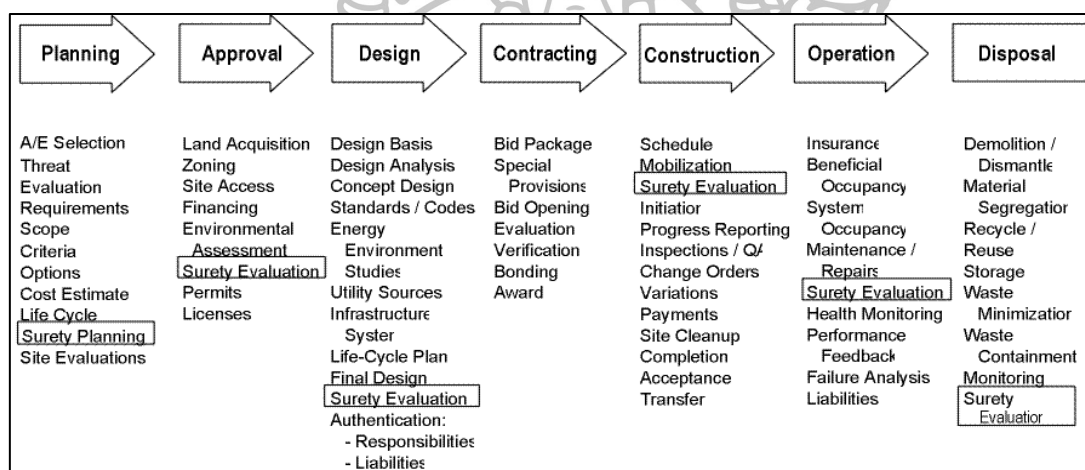 Planning
Approval
Design
Contracting
Construction
Operation
Disposal
A/E Selection
Threat
Evaluation
Requirements
Scope
Criteria
Options
Cost Estimate
Life Cycle
Surety Planning
Site Evaluations
Land Acquisition
Zoning
Site Access
Financing
Environmental
Assessment
Surety Evaluation
Permits
Licenses
Design Basis
Design Analysis
Concept Design
Standards / Codes
Energy
Environment
Studies
Utility Sources
Infrastructure
System
Life-Cycle Plan
Final Design
Surety Evaluation
Authentication:
- Responsibilities
- Liabilities
Bid Package
Special
Provisions
Bid Opening
Evaluation
Verification
Bonding
Award
Schedule
Mobilization
Surety Evaluation
Initiation
Progress Reporting
Inspections / QA
Change Orders
Variations
Payments
Site Cleanup
Completion
Acceptance
Transfer
Insurance
Beneficial
Occupancy
System
Occupancy
Maintenance /
Repairs
Surety Evaluation
Health Monitoring
Performance
Feedback
Failure Analysis
Liabilities
Demolition /
Dismantle
Material
Segregation
Recycle /
Reuse
Storage
Waste
Minimization
Waste
Containment
Monitoring
Surety
Evaluation